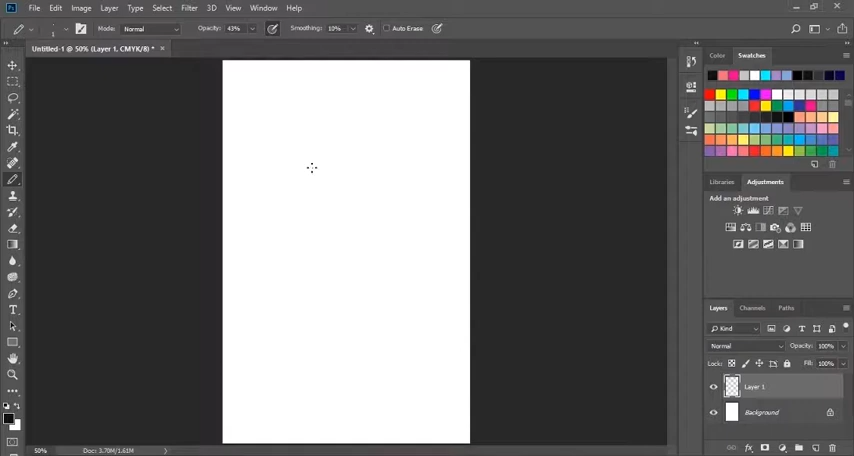 Ps File Edit Image Layer Type Select Filter 3D View Window Help
1 Mode: Normal Opacity: 43% Smoothing: 10% Auto Erase
Untitled-1 @ 50% (Layer 1, CMYK/8) *
Color Swatches
Libraries Adjustments
Add an adjustment
Layers Channels Paths
Kind
Normal Opacity: 100%
Lock: Fill: 100%
Layer 1
Background
50% Doc: 3.70M/1.61M